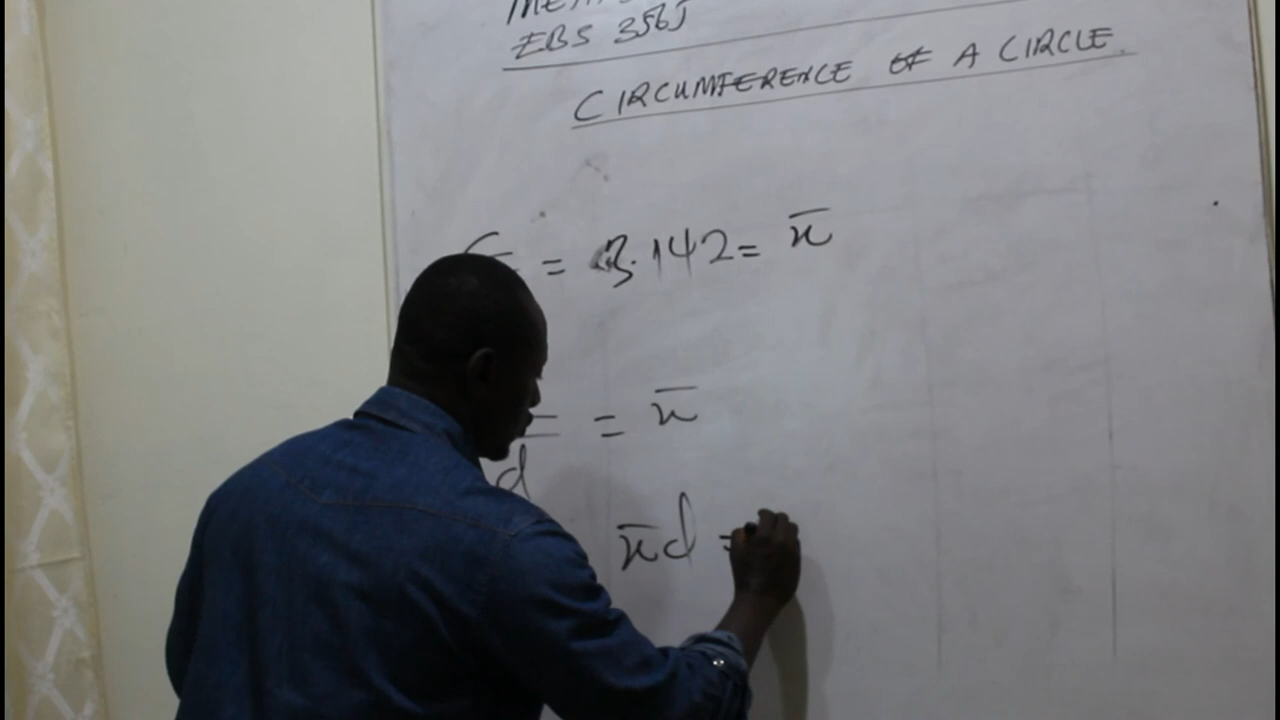 EBS 356J
CIRCUMFERENCE OF A CIRCLE
= 3.142 = π
= π
d
πd =